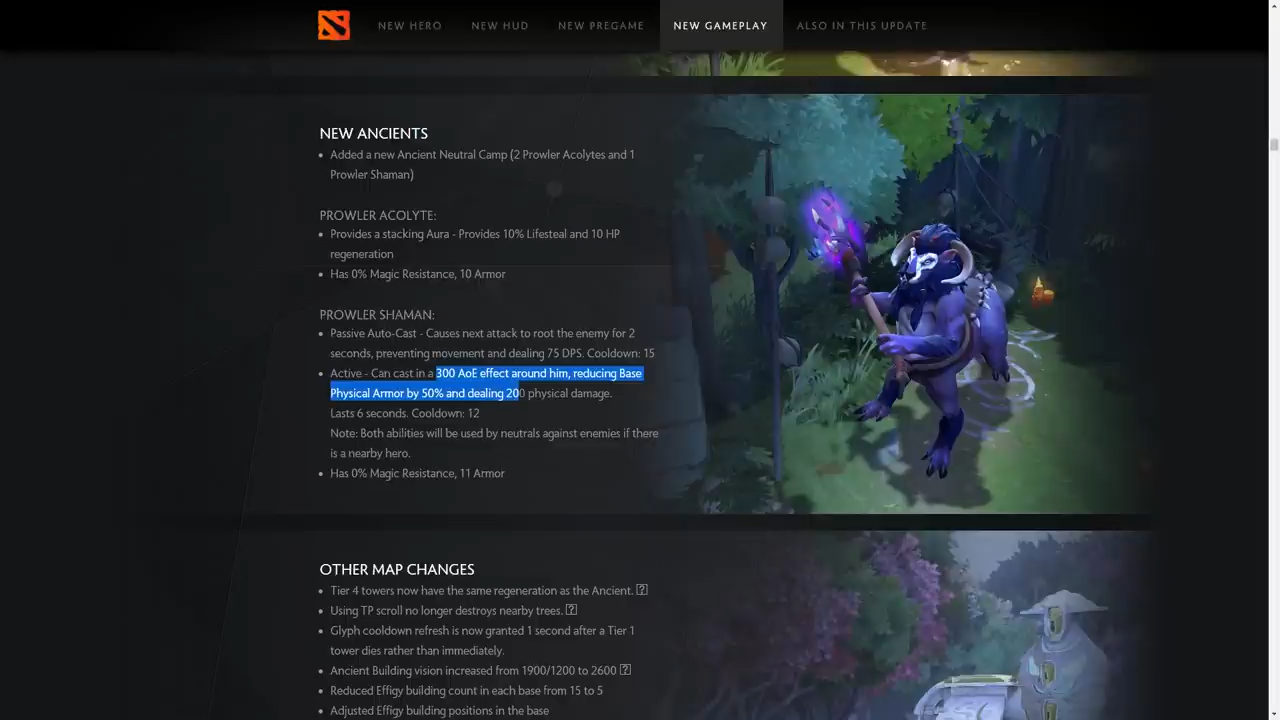 NEW HERO
NEW HUD
NEW PREGAME
NEW GAMEPLAY
ALSO IN THIS UPDATE
NEW ANCIENTS
Added a new Ancient Neutral Camp (2 Prowler Acolytes and 1
Prowler Shaman)
PROWLER ACOLYTE:
Provides a stacking Aura - Provides 10% Lifesteal and 10 HP
regeneration
Has 0% Magic Resistance, 10 Armor
PROWLER SHAMAN:
Passive Auto-Cast - Causes next attack to root the enemy for 2
seconds, preventing movement and dealing 75 DPS. Cooldown: 15
Active - Can cast in a 300 AoE effect around him, reducing Base
Physical Armor by 50% and dealing 200 physical damage.
Lasts 6 seconds. Cooldown: 12
Note: Both abilities will be used by neutrals against enemies if there
is a nearby hero.
Has 0% Magic Resistance, 11 Armor
OTHER MAP CHANGES
Tier 4 towers now have the same regeneration as the Ancient. [?]
Using TP scroll no longer destroys nearby trees. [?]
Glyph cooldown refresh is now granted 1 second after a Tier 1
tower dies rather than immediately.
Ancient Building vision increased from 1900/1200 to 2600 [?]
Reduced Effigy building count in each base from 15 to 5
Adjusted Effigy building positions in the base